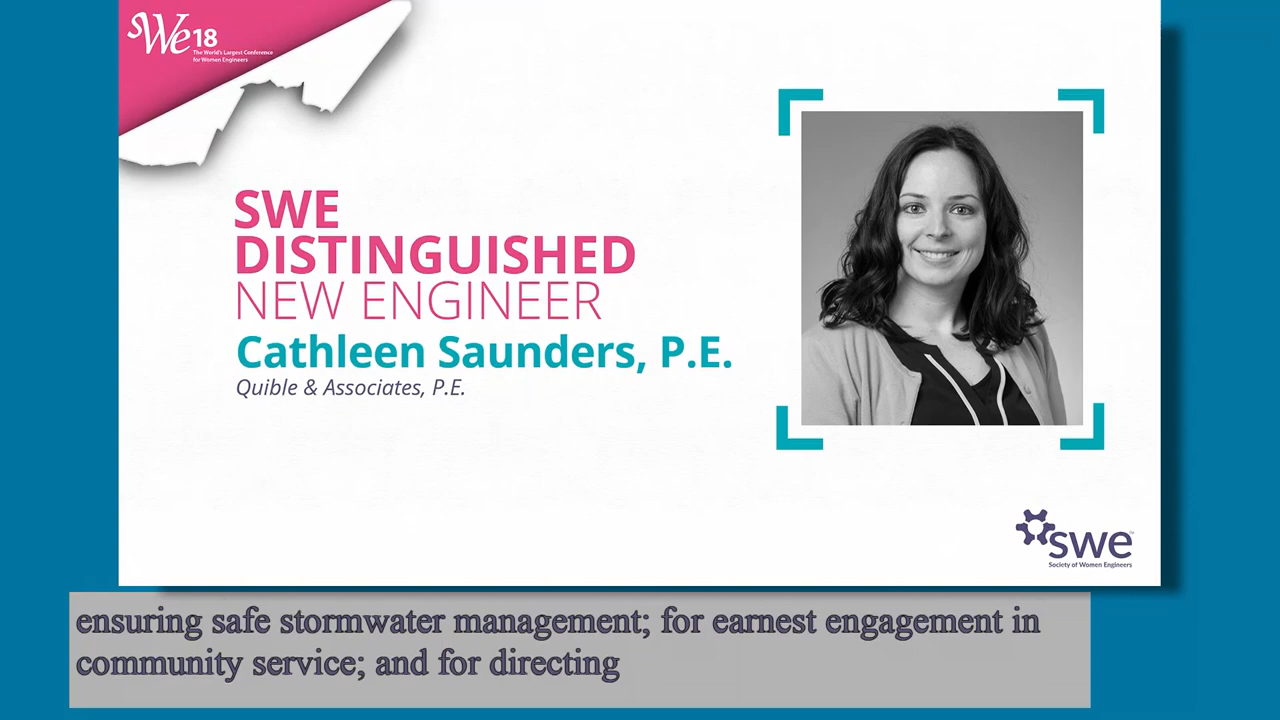 sWe18
The World's Largest Conference
for Women Engineers
SWE
DISTINGUISHED
NEW ENGINEER
Cathleen Saunders, P.E.
Quible & Associates, P.E.
swe
Society of Women Engineers
ensuring safe stormwater management; for earnest engagement in
community service; and for directing